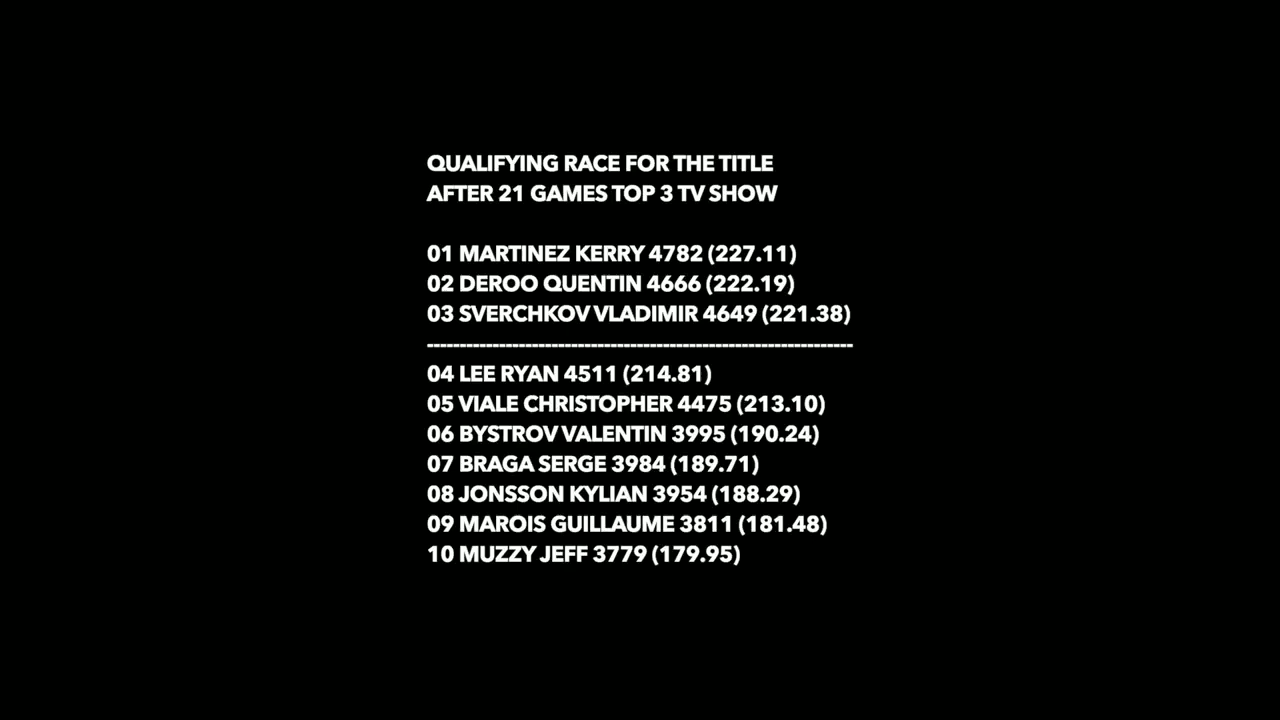 QUALIFYING RACE FOR THE TITLE
AFTER 21 GAMES TOP 3 TV SHOW
01 MARTINEZ KERRY 4782 (227.11)
02 DEROO QUENTIN 4666 (222.19)
03 SVERCHKOV VLADIMIR 4649 (221.38)
-----------------------------------------------------------------
04 LEE RYAN 4511 (214.81)
05 VIALE CHRISTOPHER 4475 (213.10)
06 BYSTROV VALENTIN 3995 (190.24)
07 BRAGA SERGE 3984 (189.71)
08 JONSSON KYLIAN 3954 (188.29)
09 MAROIS GUILLAUME 3811 (181.48)
10 MUZZY JEFF 3779 (179.95)